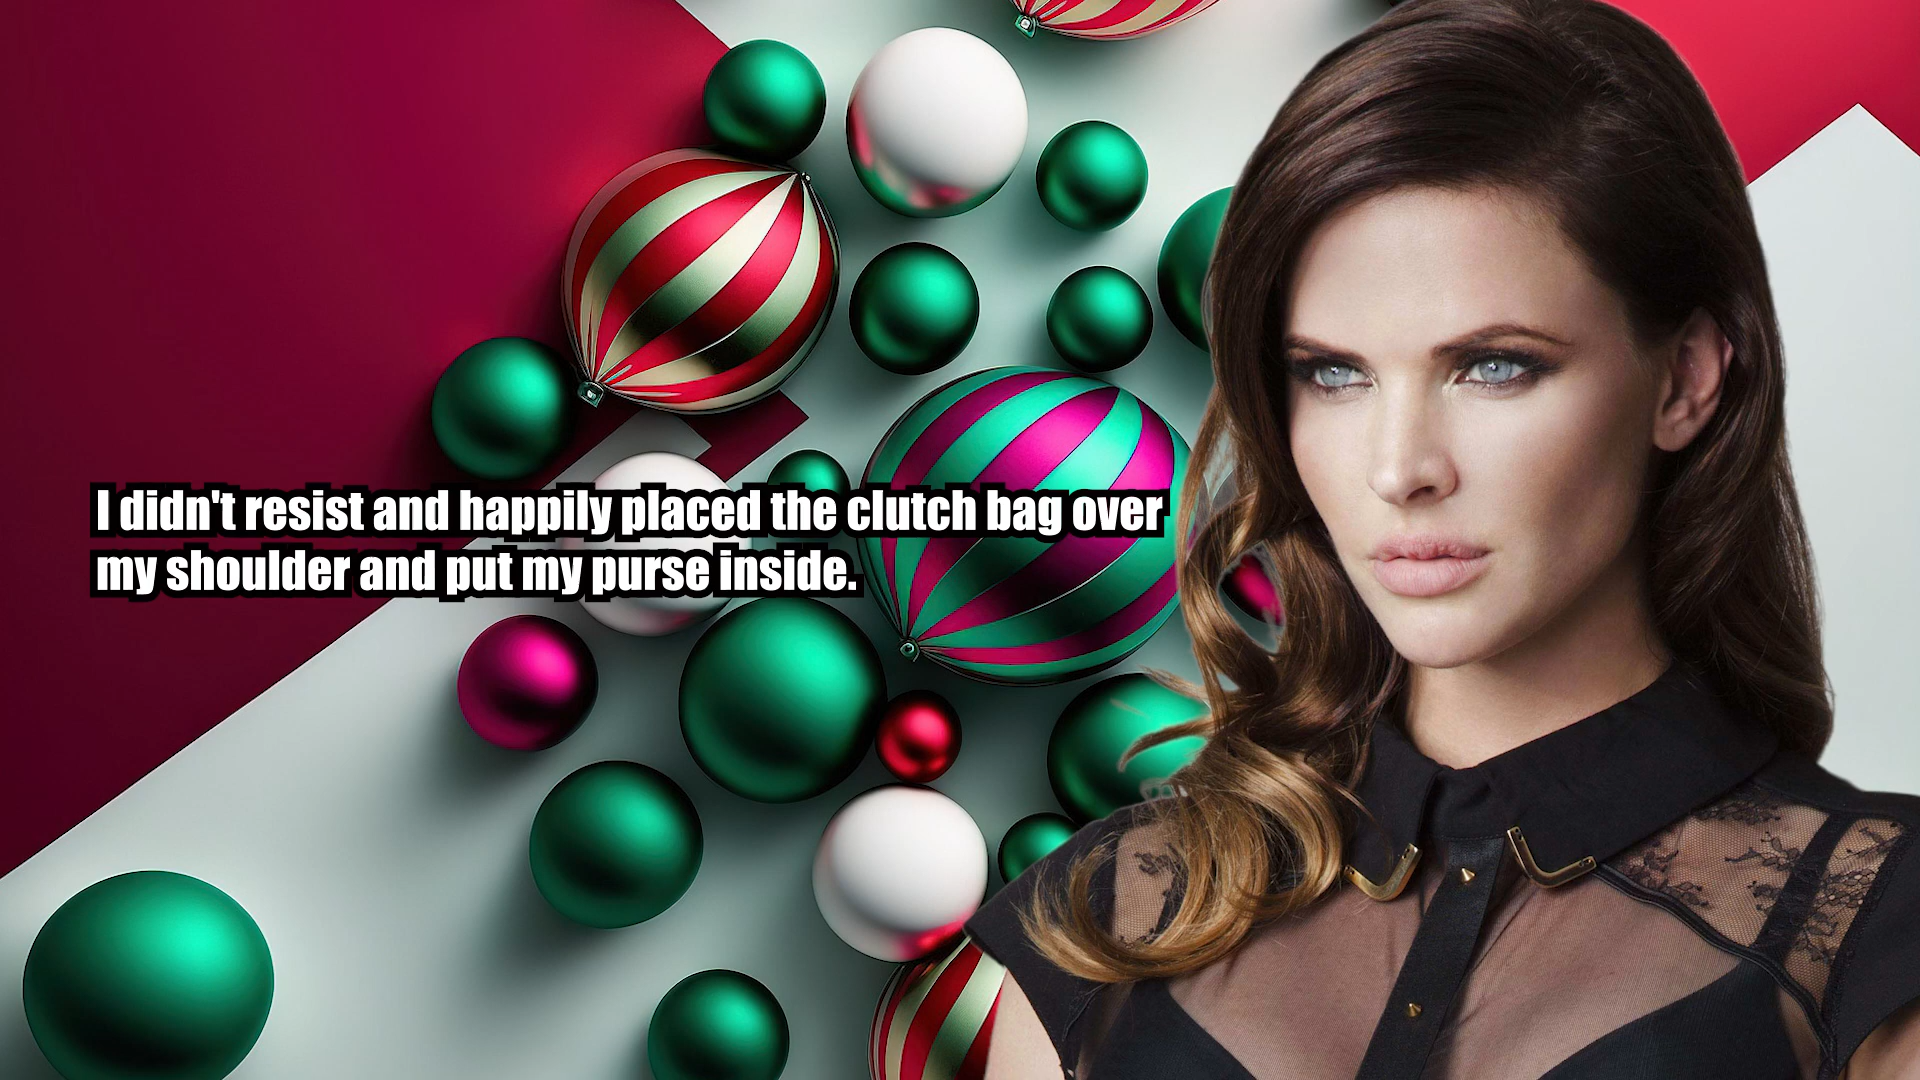 I didn't resist and happily placed the clutch bag over
my shoulder and put my purse inside.